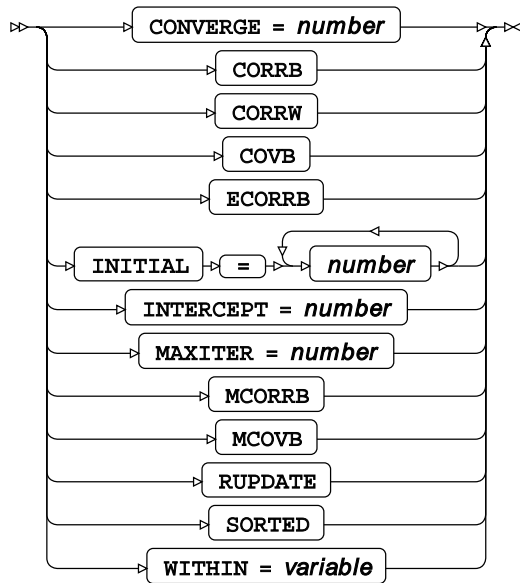 CONVERGE = number
CORRB
CORRW
COVB
ECORRB
INITIAL = number
INTERCEPT = number
MAXITER = number
MCORRB
MCOVB
RUPDATE
SORTED
WITHIN = variable